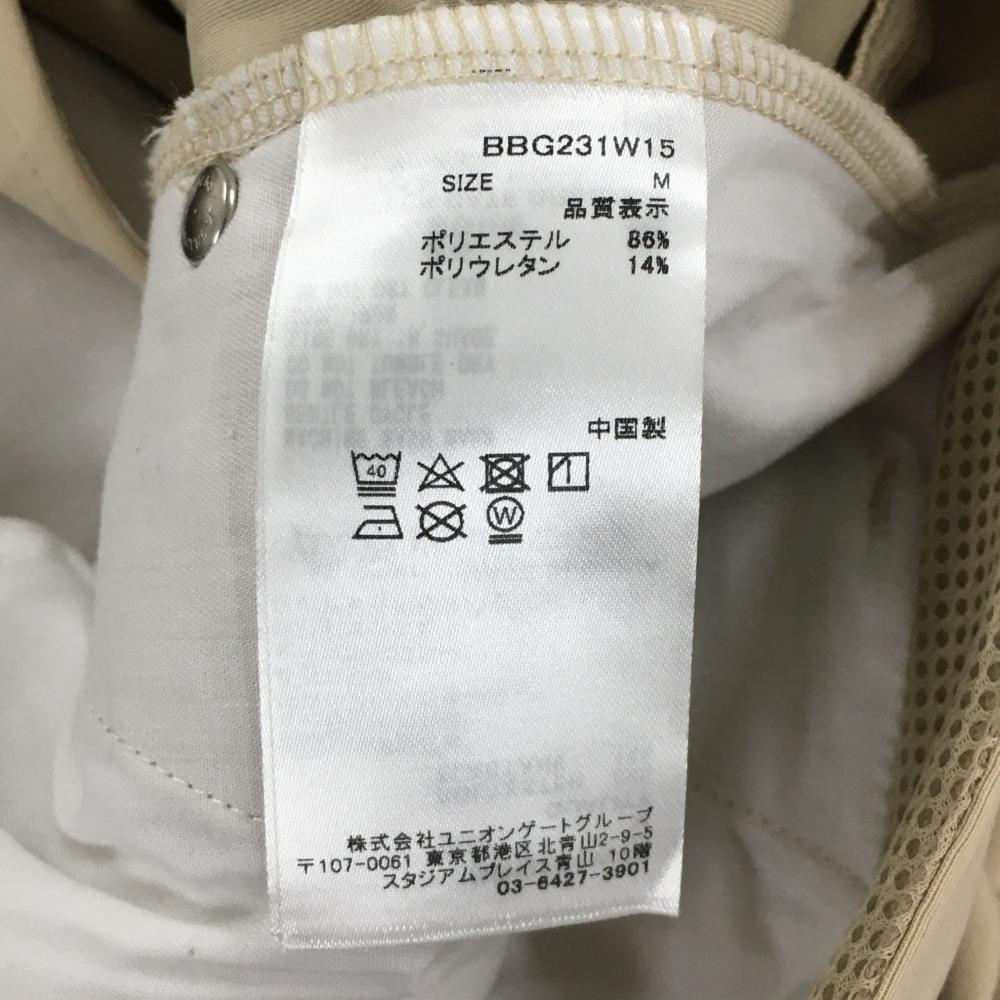 BBG231W15
SIZE M
品質表示
ポリエステル 86%
ポリウレタン 14%
中国製
40
W
株式会社ユニオンゲートグループ
〒107-0061 東京都港区北青山2-9-5
スタジアムプレイス青山 10階
03-6427-3901